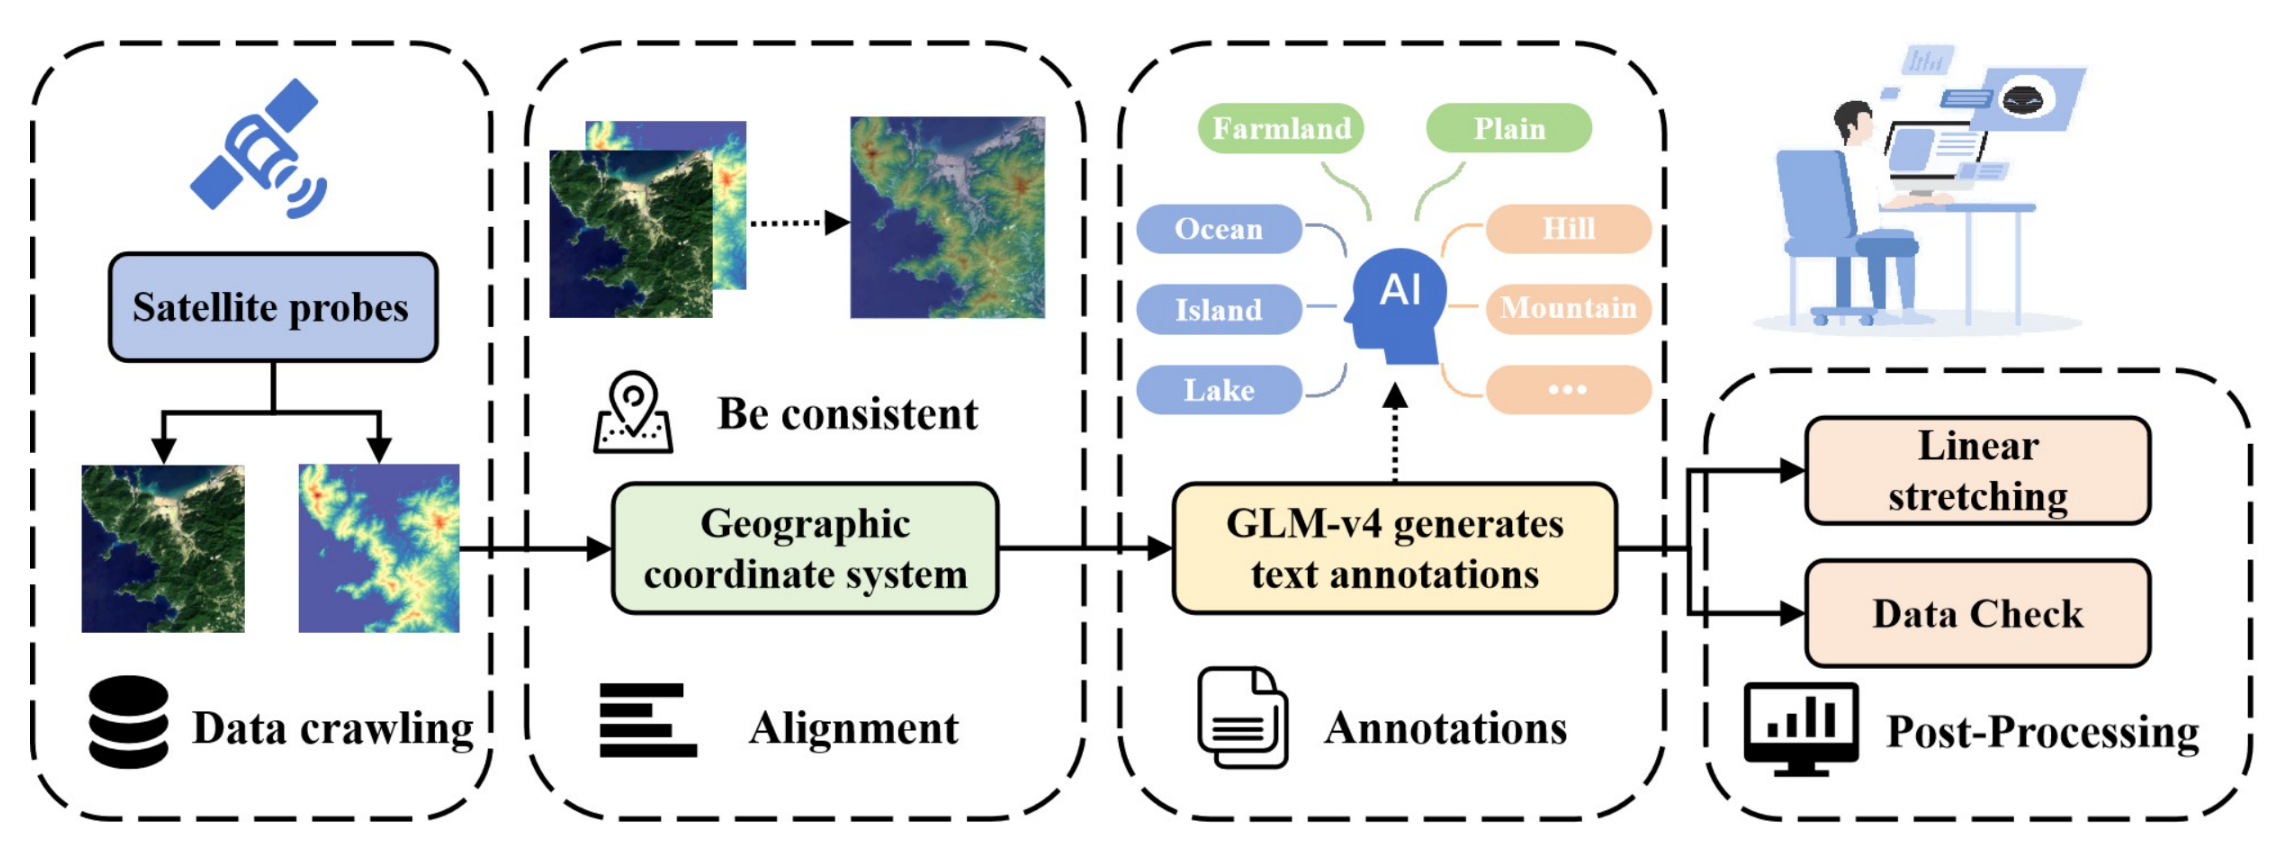 Satellite probes
Data crawling
Be consistent
Geographic
coordinate system
Alignment
Farmland
Plain
Ocean
Hill
AI
Island
Mountain
Lake
...
GLM-v4 generates
text annotations
Annotations
Linear
stretching
Data Check
Post-Processing